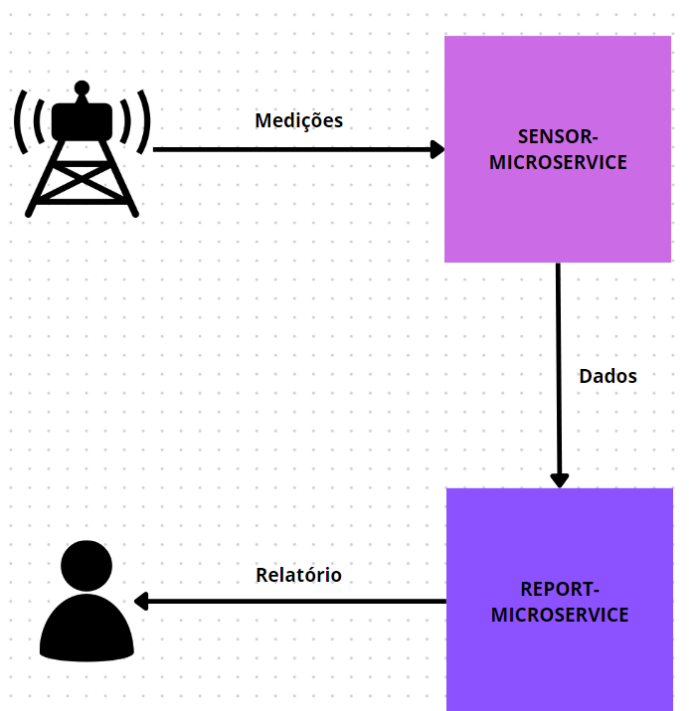 Medições
SENSOR-
MICROSERVICE
Dados
Relatório
REPORT-
MICROSERVICE